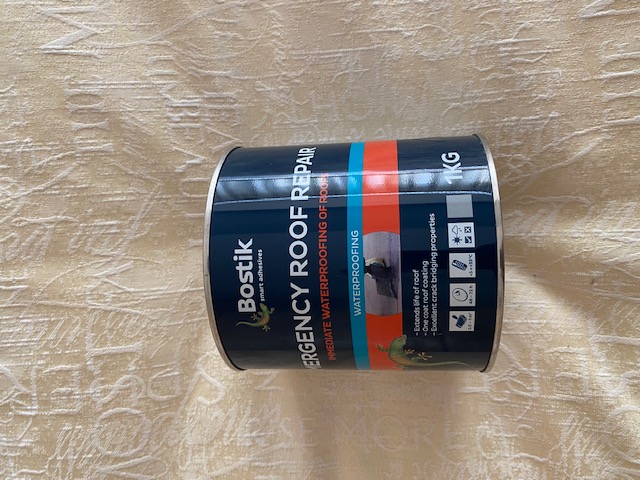 Bostik
smart adhesives
ERGENCY ROOF REPAIR
IMMEDIATE WATERPROOFING OF ROOFS
WATERPROOFING
- Extends life of roof
- One coat roof coating
- Excellent crack bridging properties
1KG